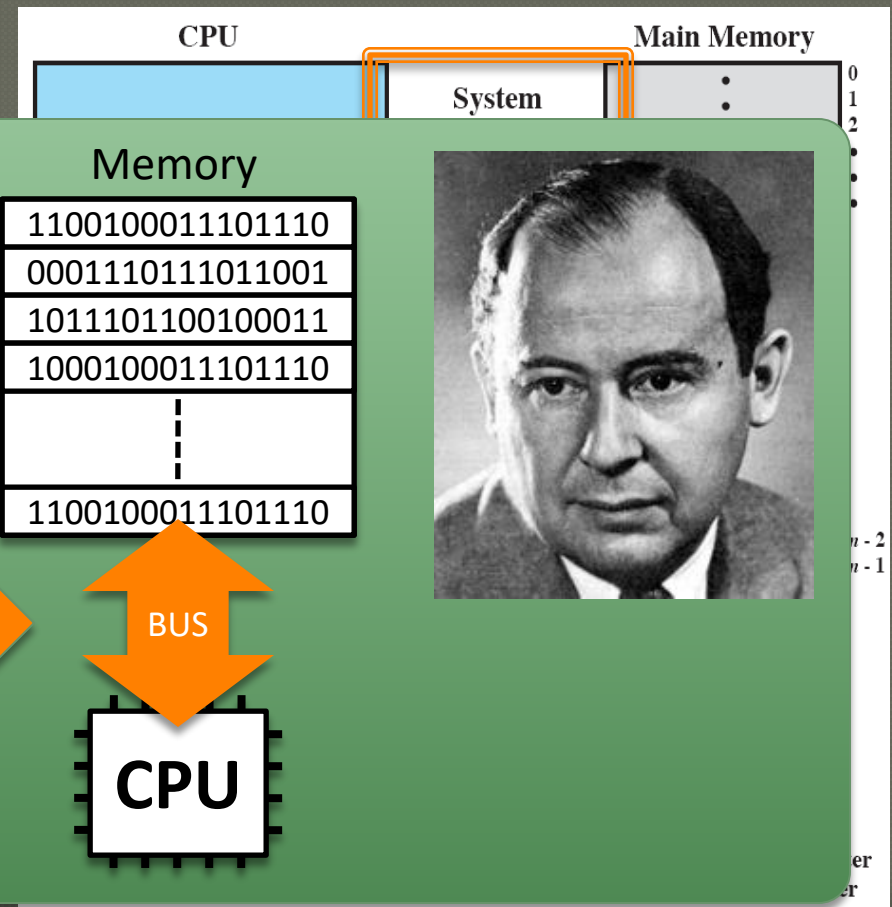 CPU
Main Memory
System
0
1
2
Memory
1100100011101110
0001110111011001
1011101100100011
1000100011101110
1100100011101110
n - 2
n - 1
BUS
CPU
er
er